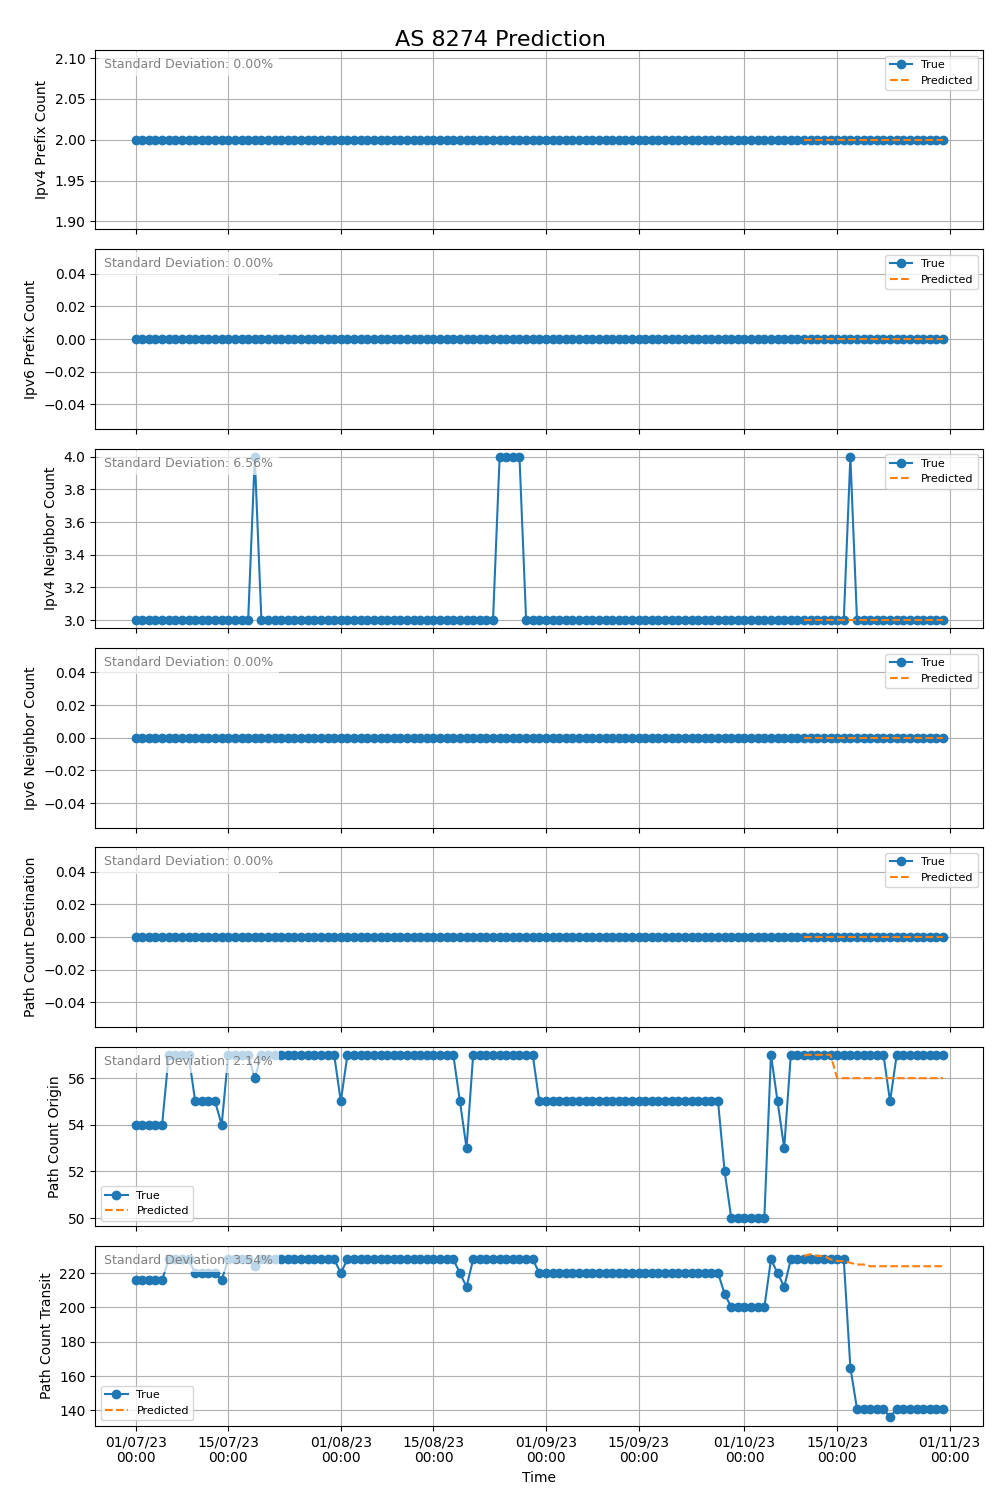 AS 8274 Prediction
Standard Deviation: 0.00%
True
Predicted
2.10
2.05
2.00
1.95
1.90
Ipv4 Prefix Count
Standard Deviation: 0.00%
True
Predicted
0.04
0.02
0.00
−0.02
−0.04
Ipv6 Prefix Count
Standard Deviation: 6.56%
True
Predicted
4.0
3.8
3.6
3.4
3.2
3.0
Ipv4 Neighbor Count
Standard Deviation: 0.00%
True
Predicted
0.04
0.02
0.00
−0.02
−0.04
Ipv6 Neighbor Count
Standard Deviation: 0.00%
True
Predicted
0.04
0.02
0.00
−0.02
−0.04
Path Count Destination
Standard Deviation: 2.14%
56
54
52
50
Path Count Origin
True
Predicted
Standard Deviation: 3.54%
220
200
180
160
140
Path Count Transit
True
Predicted
01/07/23 15/07/23 01/08/23 15/08/23 01/09/23 15/09/23 01/10/23 15/10/23 01/11/23
00:00 00:00 00:00 00:00 00:00 00:00 00:00 00:00 00:00
Time